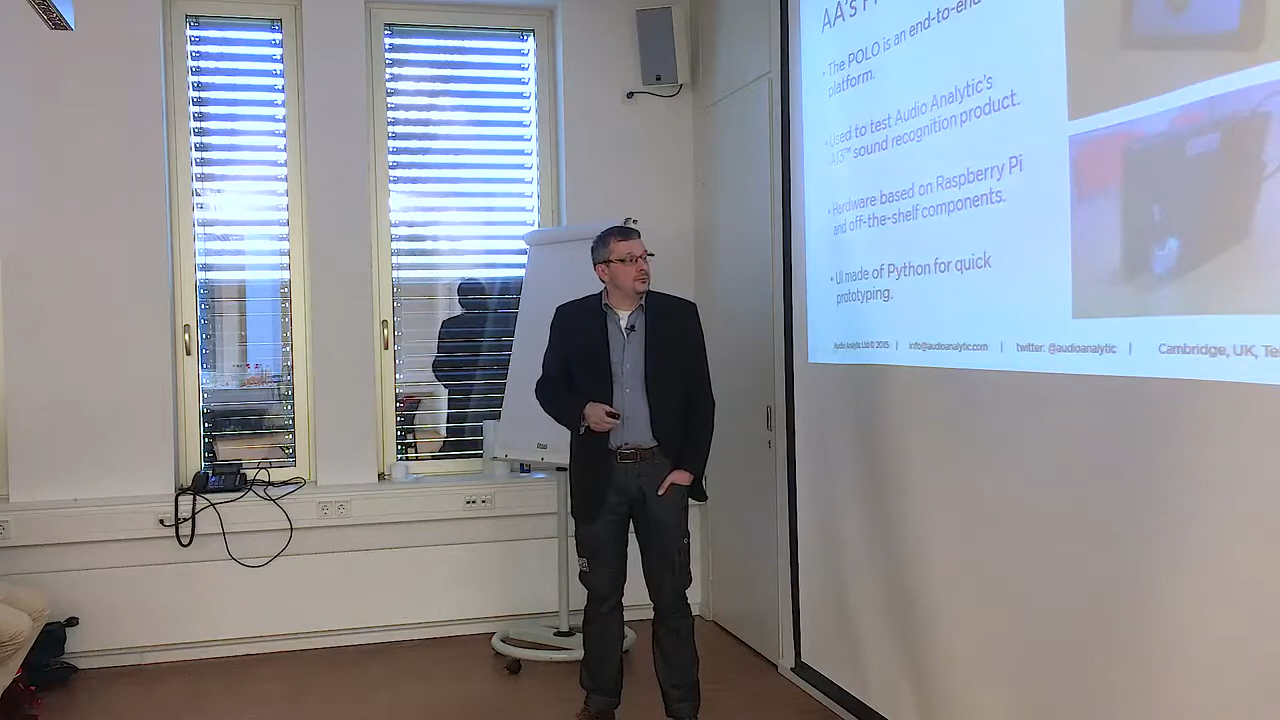 AA's
• The POLO is an end-to-end
platform.
• Used to test Audio Analytic's
Ai3™ sound recognition product.
• Hardware based on Raspberry Pi
and off-the-shelf components.
• UI made of Python for quick
prototyping.
Audio Analytic Ltd © 2015 | info@audioanalytic.com | twitter: @audioanalytic | Cambridge, UK,